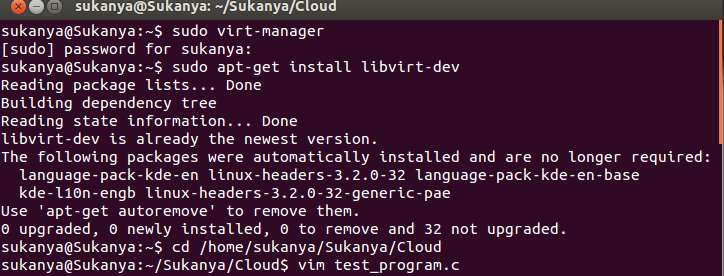 sukanya@Sukanya: ~/Sukanya/Cloud
sukanya@Sukanya:~$ sudo virt-manager
[sudo] password for sukanya:
sukanya@Sukanya:~$ sudo apt-get install libvirt-dev
Reading package lists... Done
Building dependency tree
Reading state information... Done
libvirt-dev is already the newest version.
The following packages were automatically installed and are no longer required:
  language-pack-kde-en linux-headers-3.2.0-32 language-pack-kde-en-base
  kde-l10n-engb linux-headers-3.2.0-32-generic-pae
Use 'apt-get autoremove' to remove them.
0 upgraded, 0 newly installed, 0 to remove and 32 not upgraded.
sukanya@Sukanya:~$ cd /home/sukanya/Sukanya/Cloud
sukanya@Sukanya:~/Sukanya/Cloud$ vim test_program.c